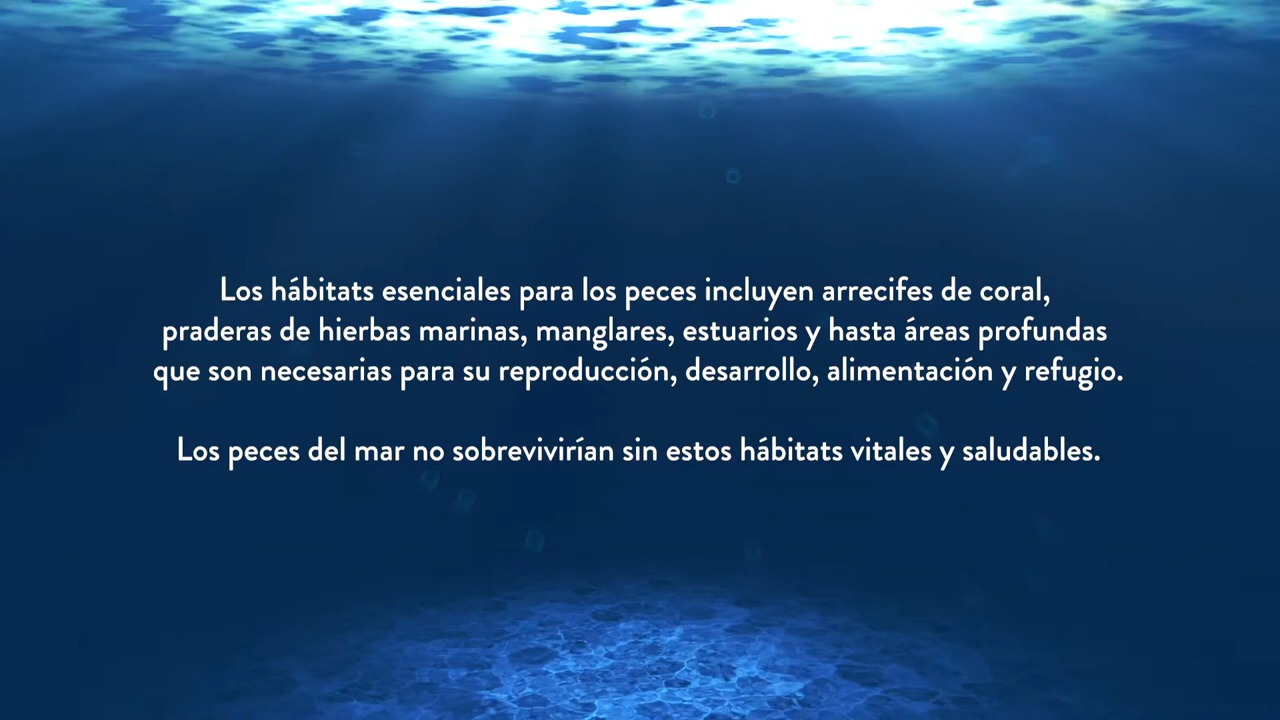 Los hábitats esenciales para los peces incluyen arrecifes de coral,
praderas de hierbas marinas, manglares, estuarios y hasta áreas profundas
que son necesarias para su reproducción, desarrollo, alimentación y refugio.
Los peces del mar no sobrevivirían sin estos hábitats vitales y saludables.